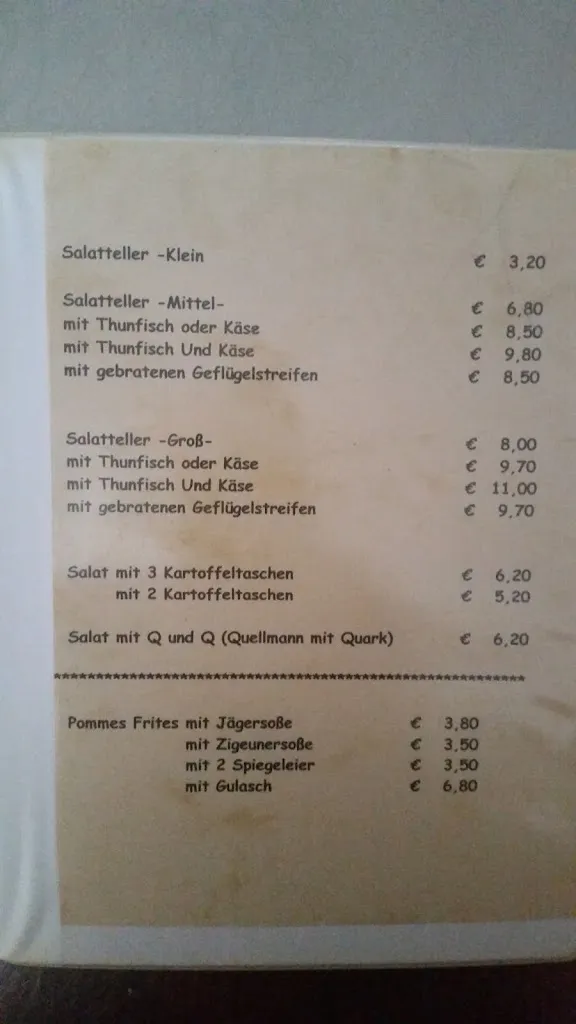 Salatteller -Klein € 3,20
Salatteller -Mittel- € 6,80
mit Thunfisch oder Käse € 8,50
mit Thunfisch Und Käse € 9,80
mit gebratenen Geflügelstreifen € 8,50
Salatteller -Groß- € 8,00
mit Thunfisch oder Käse € 9,70
mit Thunfisch Und Käse € 11,00
mit gebratenen Geflügelstreifen € 9,70
Salat mit 3 Kartoffeltaschen € 6,20
mit 2 Kartoffeltaschen € 5,20
Salat mit Q und Q (Quellmann mit Quark) € 6,20
Pommes Frites mit Jägersoße € 3,80
mit Zigeunersoße € 3,50
mit 2 Spiegeleier € 3,50
mit Gulasch € 6,80